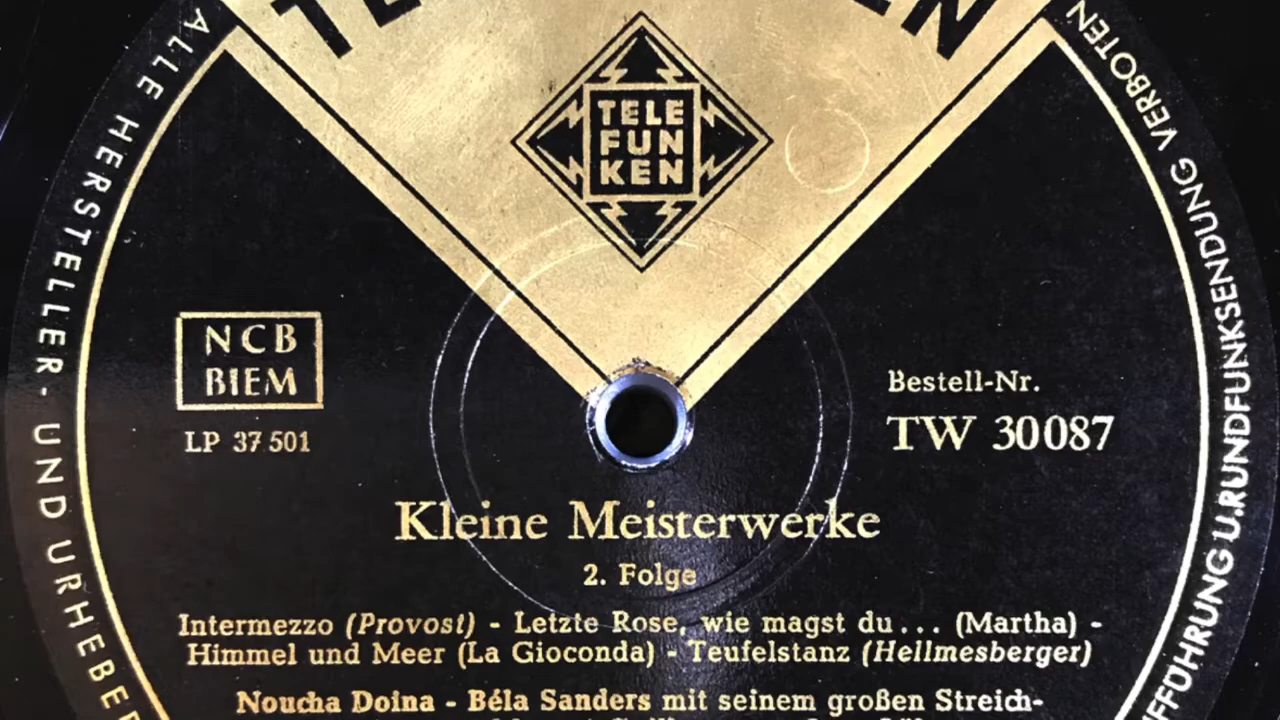 TELE
FUN
KEN
ALLE HERSTELLER- UND URHEBER
VERBOTEN
U. RUNDFUNKSENDUNG
NCB
BIEM
LP 37 501
Bestell-Nr.
TW 30087
Kleine Meisterwerke
2. Folge
Intermezzo (Provost) - Letzte Rose, wie magst du... (Martha) -
Himmel und Meer (La Gioconda) - Teufelstanz (Hellmesberger)
Noucha Doina - Béla Sanders mit seinem großen Streich-